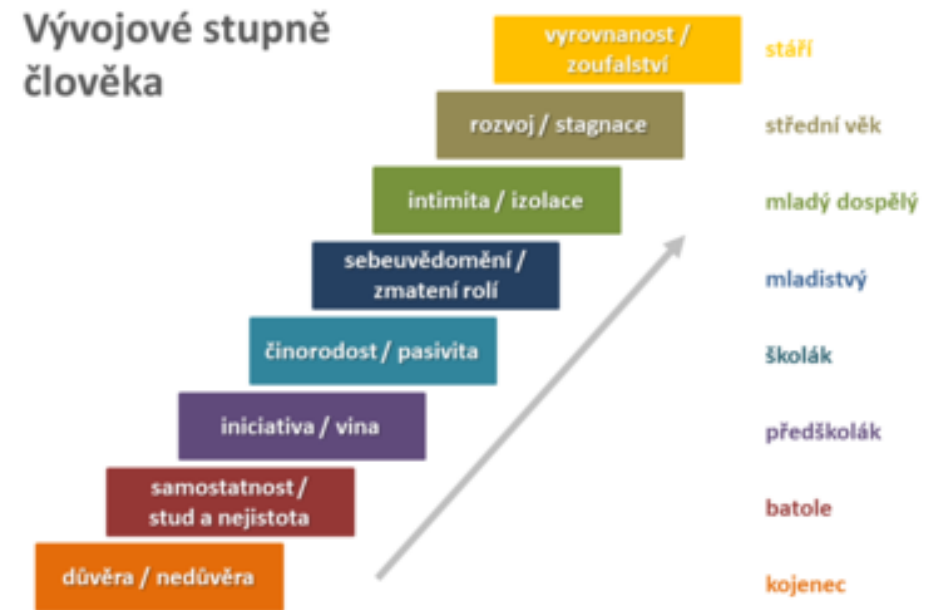 Vývojové stupně
člověka
vyrovnanost /
zoufalství
stáří
rozvoj / stagnace
střední věk
intimita / izolace
mladý dospělý
sebeuvědomění /
zmatení rolí
mladistvý
činorodost / pasivita
školák
iniciativa / vina
předškolák
samostatnost /
stud a nejistota
batole
důvěra / nedůvěra
kojenec